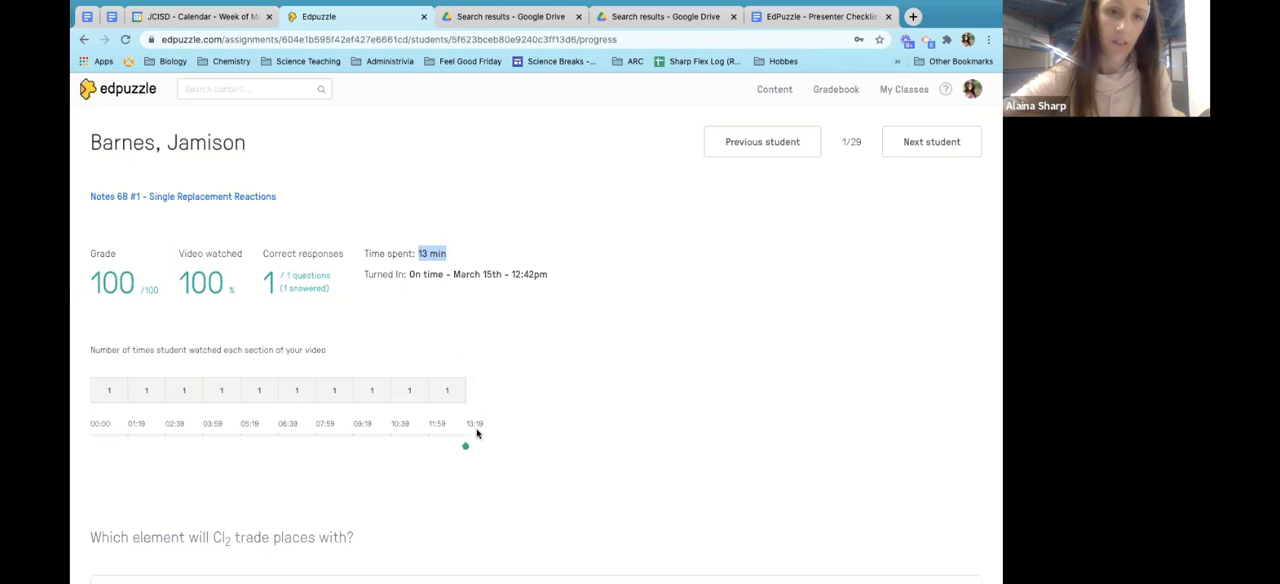 JCISD - Calendar - Week of M
Edpuzzle
Search results - Google Drive
Search results - Google Drive
EdPuzzle - Presenter Checklis
edpuzzle.com/assignments/604e1b595f42ef427e6661cd/students/5f623bceb80e9240c3ff13d6/progress
Apps
Biology
Chemistry
Science Teaching
Administrivia
Feel Good Friday
Science Breaks -...
ARC
Sharp Flex Log (R...
Hobbes
»
Other Bookmarks
edpuzzle
Search content...
Content
Gradebook
My Classes
Alaina Sharp
Barnes, Jamison
Previous student
1/29
Next student
Notes 6B #1 - Single Replacement Reactions
Grade
Video watched
Correct responses
Time spent: 13 min
100 /100
100 %
1 / 1 questions
(1 answered)
Turned In: On time - March 15th - 12:42pm
Number of times student watched each section of your video
1 1 1 1 1 1 1 1 1 1
00:00 01:19 02:39 03:59 05:19 06:39 07:59 09:19 10:39 11:59 13:19
Which element will Cl₂ trade places with?